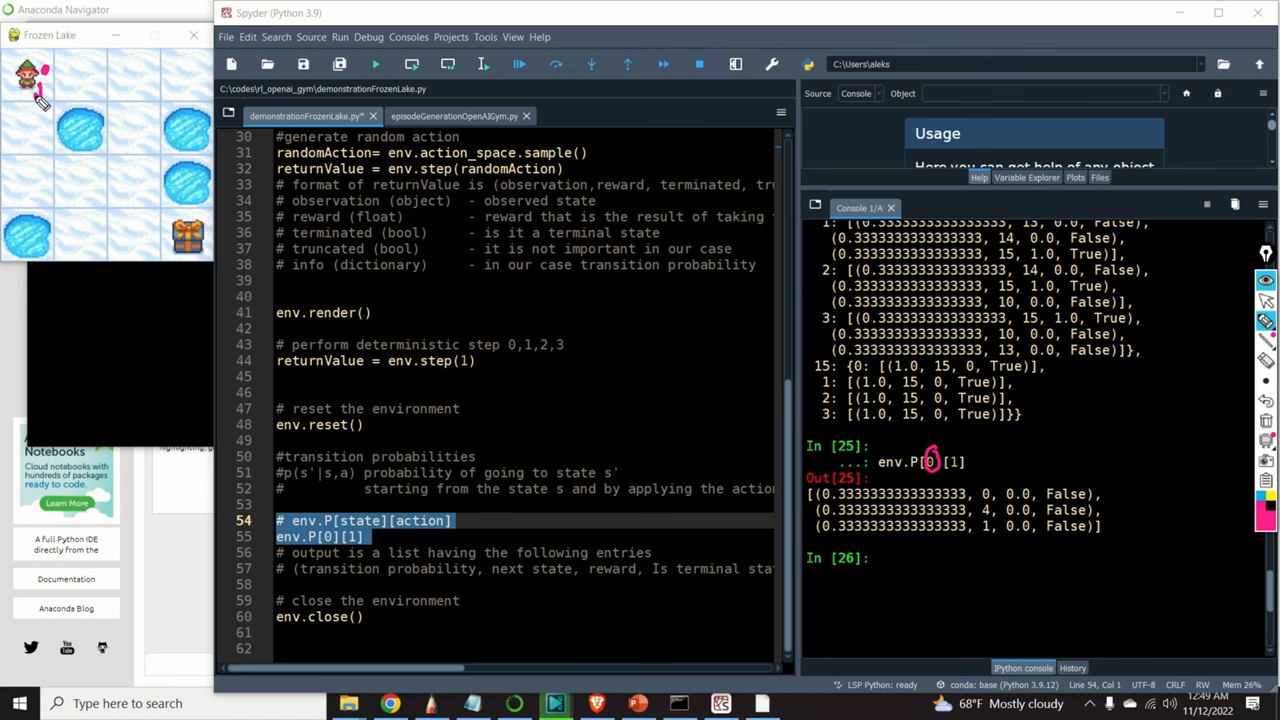 Anaconda Navigator
Spyder (Python 3.9)
Frozen Lake
File Edit Search Source Run Debug Consoles Projects Tools View Help
C:\Users\aleks
C:\codes\rl_openai_gym\demonstrationFrozenLake.py
Source Console Object
demonstrationFrozenLake.py* episodeGenerationOpenAIGym.py
Usage
Here you can get help of any object
Help Variable Explorer Plots Files
Console 1/A
30 #generate random action
31 randomAction= env.action_space.sample()
32 returnValue = env.step(randomAction)
33 # format of returnValue is (observation,reward, terminated, tru
34 # observation (object) - observed state
35 # reward (float) - reward that is the result of taking
36 # terminated (bool) - is it a terminal state
37 # truncated (bool) - it is not important in our case
38 # info (dictionary) - in our case transition probability
39
40
41 env.render()
42
43 # perform deterministic step 0,1,2,3
44 returnValue = env.step(1)
45
46
47 # reset the environment
48 env.reset()
49
50 #transition probabilities
51 #p(s'|s,a) probability of going to state s'
52 # starting from the state s and by applying the action
53
54 # env.P[state][action]
55 env.P[0][1]
56 # output is a list having the following entries
57 # (transition probability, next state, reward, Is terminal stat
58
59 # close the environment
60 env.close()
61
62
1: [(0.3333333333333333, 13, 0.0, False),
(0.3333333333333333, 14, 0.0, False),
(0.3333333333333333, 15, 1.0, True)],
2: [(0.3333333333333333, 14, 0.0, False),
(0.3333333333333333, 15, 1.0, True),
(0.3333333333333333, 10, 0.0, False)],
3: [(0.3333333333333333, 15, 1.0, True),
(0.3333333333333333, 10, 0.0, False),
(0.3333333333333333, 13, 0.0, False)]},
15: {0: [(1.0, 15, 0, True)],
1: [(1.0, 15, 0, True)],
2: [(1.0, 15, 0, True)],
3: [(1.0, 15, 0, True)]}}
In [25]:
...: env.P[0][1]
Out[25]:
[(0.3333333333333333, 0, 0.0, False),
(0.3333333333333333, 4, 0.0, False),
(0.3333333333333333, 1, 0.0, False)]
In [26]:
IPython console History
Notebooks
Cloud notebooks with
hundreds of packages
ready to code.
Learn More
A full Python IDE
directly from the
Documentation
Anaconda Blog
LSP Python: ready conda: base (Python 3.9.12) Line 54, Col 1 UTF-8 CRLF RW Mem 26%
Type here to search
68°F Mostly cloudy
12:49 AM
11/12/2022